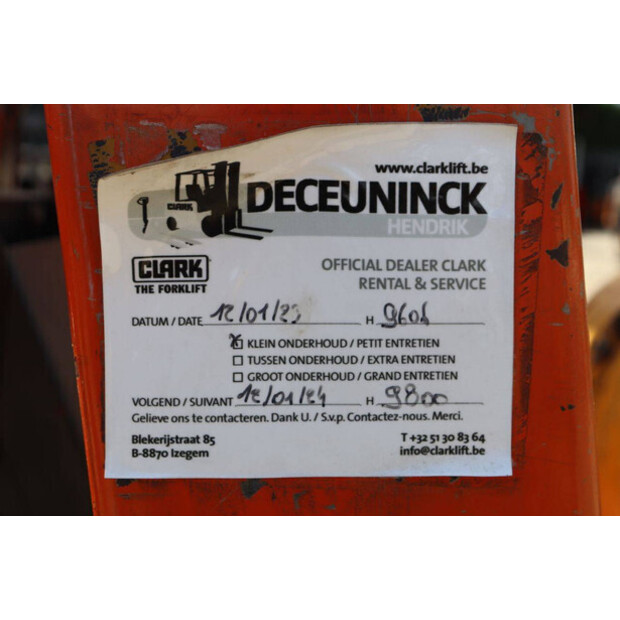 www.clarklift.be
DECEUNINCK
HENDRIK
CLARK
CLARK
THE FORKLIFT
OFFICIAL DEALER CLARK
RENTAL & SERVICE
DATUM / DATE 12/01/23 H 9604
☒ KLEIN ONDERHOUD / PETIT ENTRETIEN
☐ TUSSEN ONDERHOUD / EXTRA ENTRETIEN
☐ GROOT ONDERHOUD / GRAND ENTRETIEN
VOLGEND / SUIVANT 12/01/24 H 9800
Gelieve ons te contacteren. Dank U. / S.v.p. Contactez-nous. Merci.
Blekerijstraat 85
B-8870 Izegem
T +32 51 30 83 64
info@clarklift.be